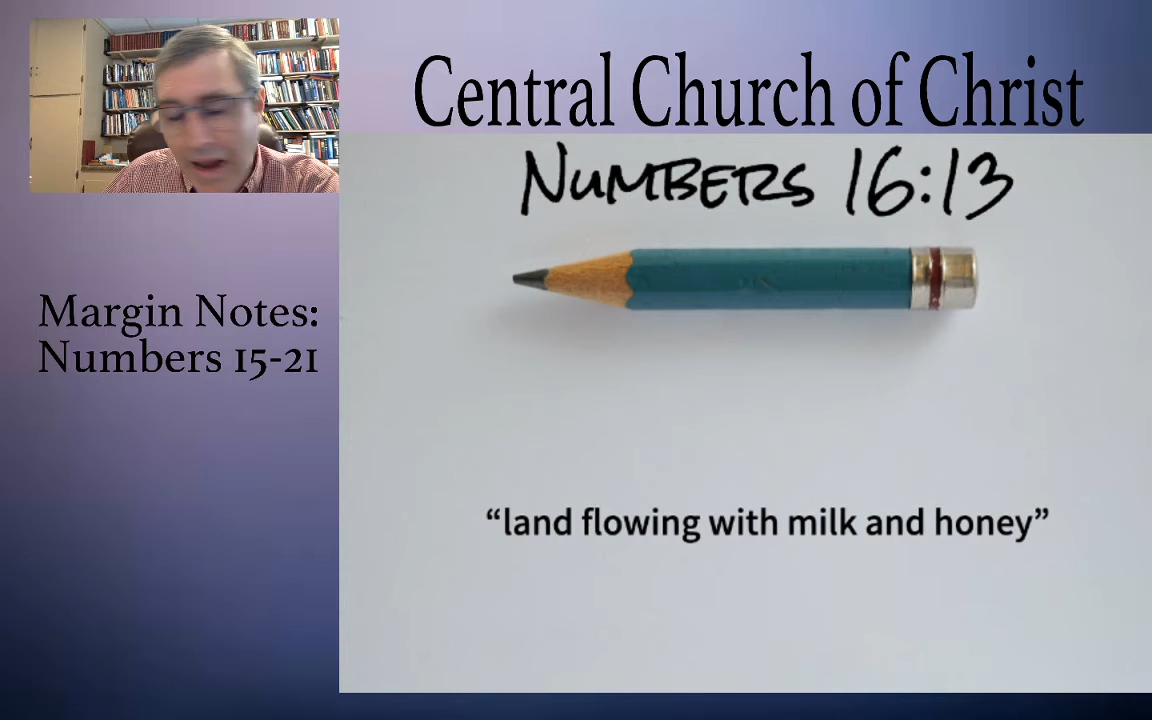 Central Church of Christ
Numbers 16:13
Margin Notes:
Numbers 15-21
“land flowing with milk and honey”